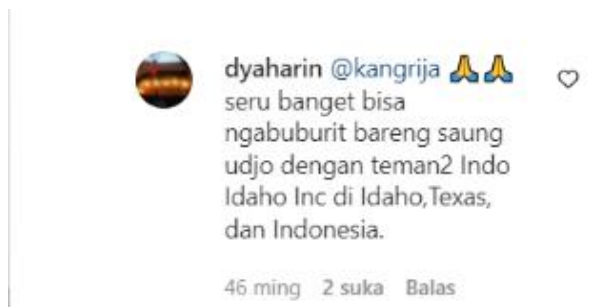 dyaharin @kangrija 🙏🙏
seru banget bisa
ngabuburit bareng saung
udjo dengan teman2 Indo
Idaho Inc di Idaho,Texas,
dan Indonesia.
46 ming 2 suka Balas